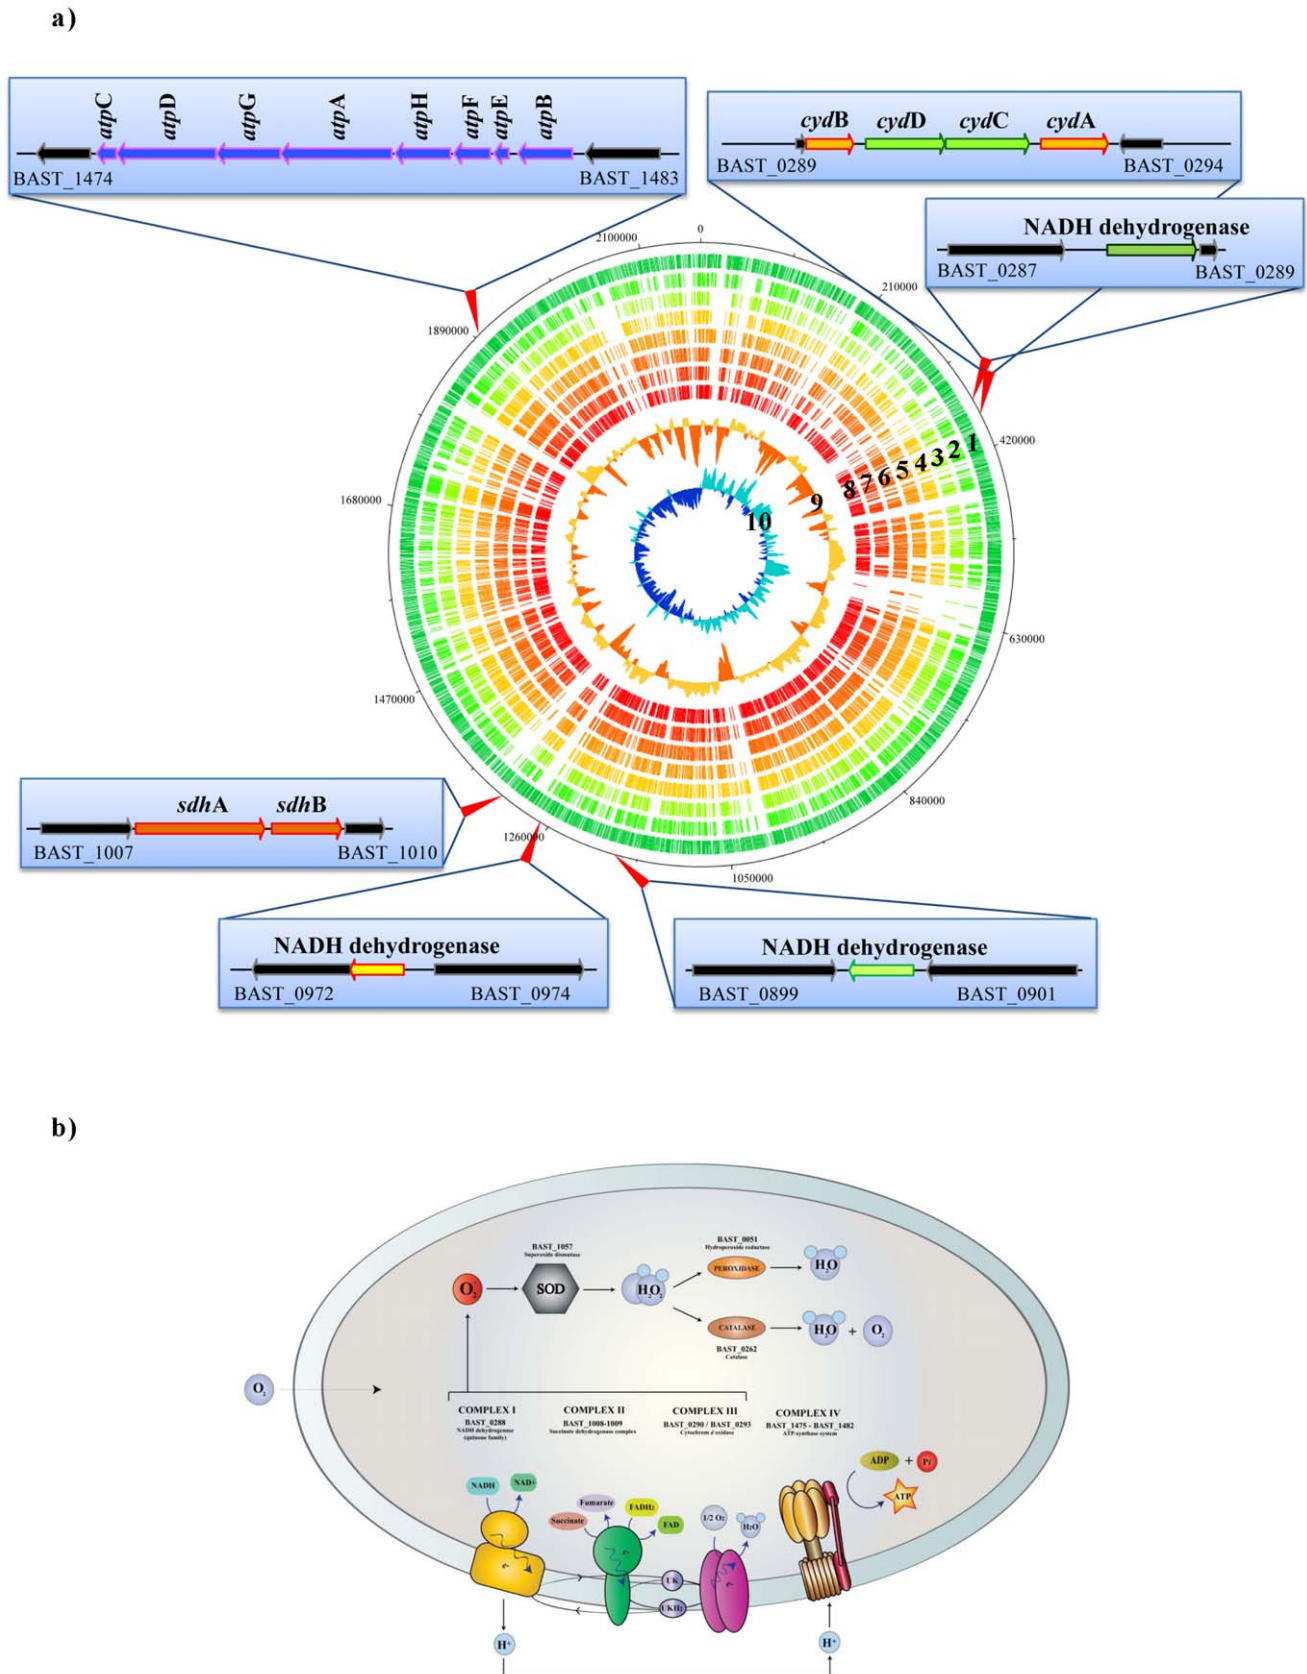 a)
atpC atpD atpG atpA atpH atpF atpE atpB
BAST_1474 BAST_1483
cydB cydD cydC cydA
BAST_0289 BAST_0294
NADH dehydrogenase
BAST_0287 BAST_0289
0
2100000
210000
1890000
420000
1 2 3 4 5 6 7 8 9 10
1680000
630000
1470000
840000
1260000
1050000
sdhA sdhB
BAST_1007 BAST_1010
NADH dehydrogenase
BAST_0972 BAST_0974
NADH dehydrogenase
BAST_0899 BAST_0901
b)
BAST_1057
Superoxide dismutase
BAST_0051
Hydroperoxide reductase
O₂ SOD H₂O₂
PEROXIDASE H₂O
CATALASE H₂O + O₂
BAST_0262
Catalase
O₂
COMPLEX I
BAST_0288
NADH dehydrogenase
(quinone family)
COMPLEX II
BAST_1008-1009
Succinate dehydrogenase complex
COMPLEX III
BAST_0290 / BAST_0293
Cytochrom d oxidase
COMPLEX IV
BAST_1475 - BAST_1482
ATP-synthase system
ADP + Pi
ATP
NADH NAD+
Succinate Fumarate FADH₂ FAD
1/2 O₂ H₂O
e- e- e-
UK
UKH₂
H⁺ H⁺